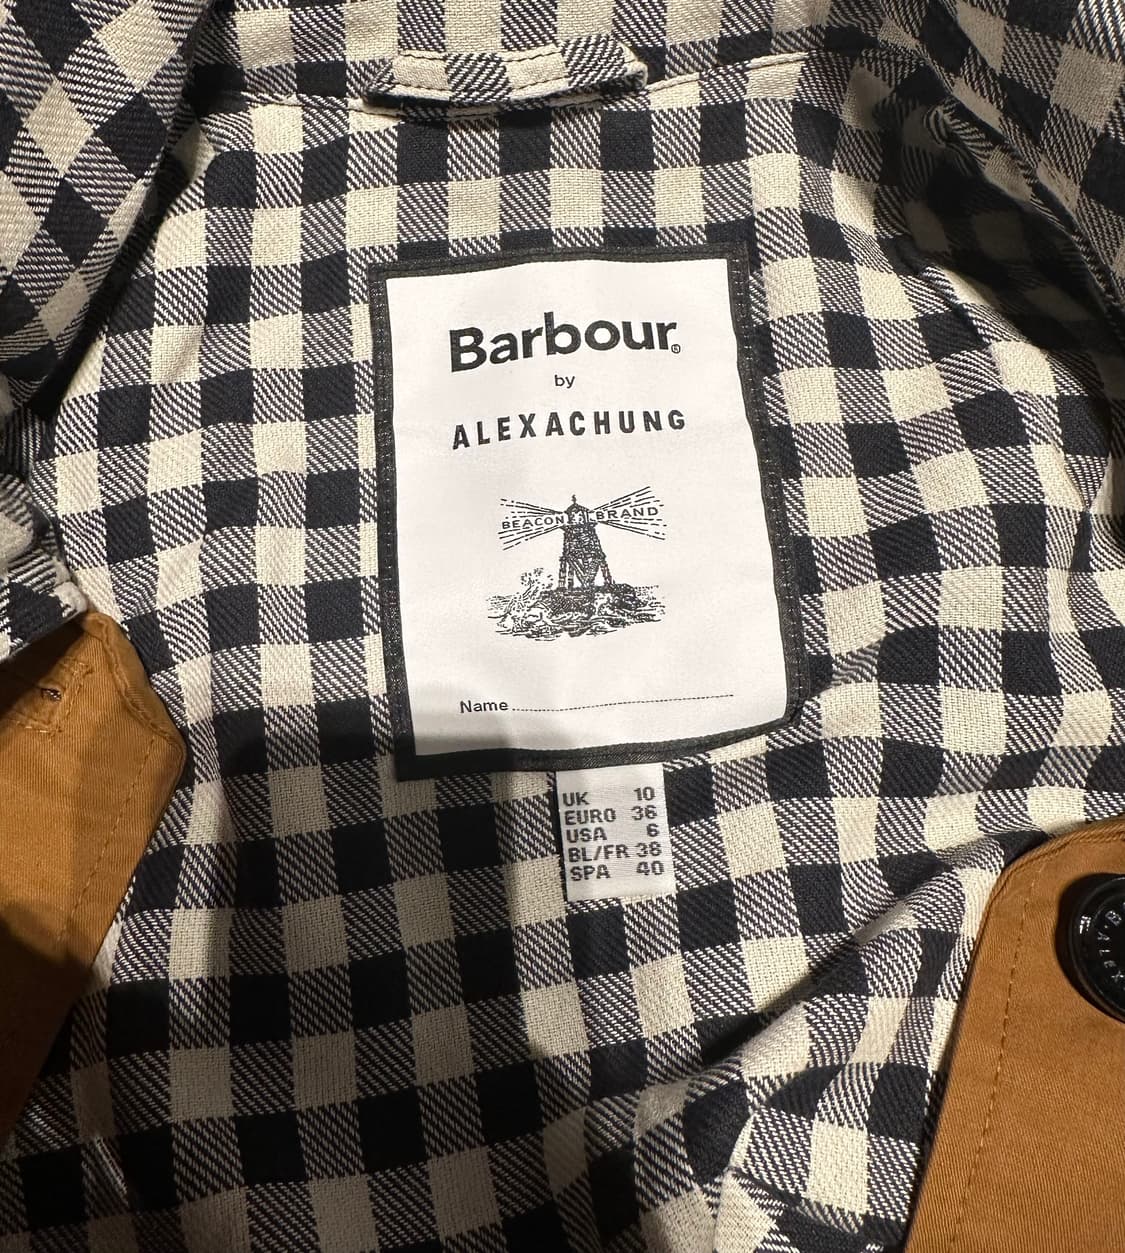 Barbour®
by
ALEXACHUNG
BEACON BRAND
Name
UK 10
EURO 36
USA 6
BL/FR 38
SPA 40